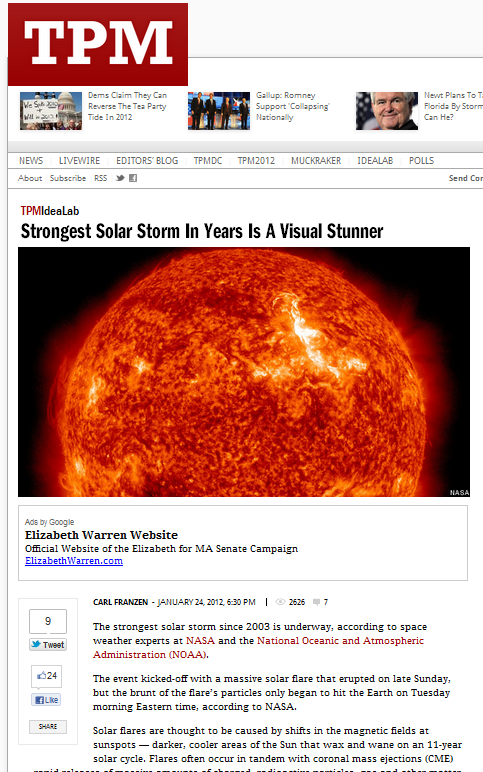 TPM
Dems Claim They Can
Reverse The Tea Party
Tide In 2012
Gallup: Romney
Support 'Collapsing'
Nationally
Newt Plans To Ta
Florida By Storm
Can He?
NEWS LIVEWIRE EDITORS' BLOG TPMDC TPM2012 MUCKRAKER IDEALAB POLLS
About Subscribe RSS Send Co
TPMIdeaLab
Strongest Solar Storm In Years Is A Visual Stunner
NASA
Ads by Google
Elizabeth Warren Website
Official Website of the Elizabeth for MA Senate Campaign
ElizabethWarren.com
9
Tweet
24
Like
SHARE
CARL FRANZEN - JANUARY 24, 2012, 6:30 PM | 2626 7
The strongest solar storm since 2003 is underway, according to space
weather experts at NASA and the National Oceanic and Atmospheric
Administration (NOAA).
The event kicked-off with a massive solar flare that erupted on late Sunday,
but the brunt of the flare's particles only began to hit the Earth on Tuesday
morning Eastern time, according to NASA.
Solar flares are thought to be caused by shifts in the magnetic fields at
sunspots — darker, cooler areas of the Sun that wax and wane on an 11-year
solar cycle. Flares often occur in tandem with coronal mass ejections (CME)